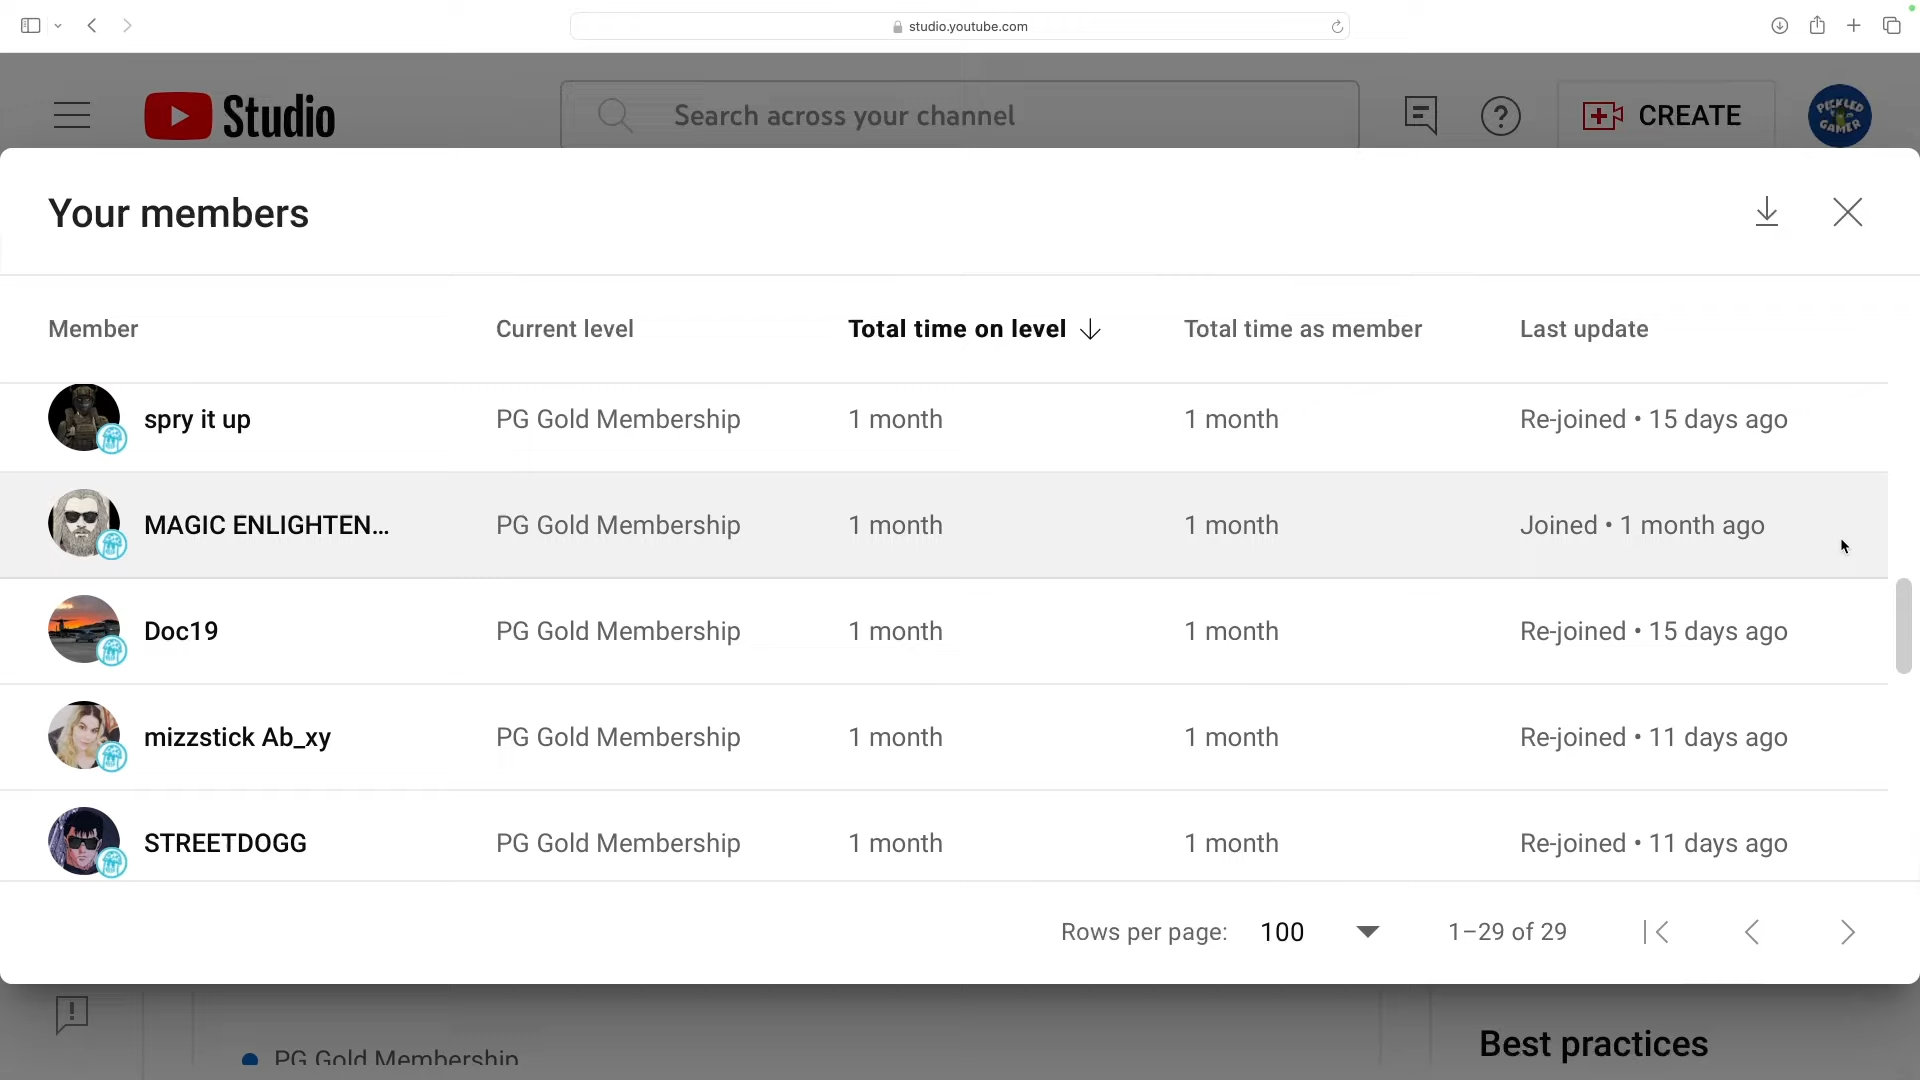 studio.youtube.com
Studio
Search across your channel
?
CREATE
PICKLED
GAMER
Your members
Member Current level Total time on level Total time as member Last update
spry it up PG Gold Membership 1 month 1 month Re-joined • 15 days ago
MAGIC ENLIGHTEN... PG Gold Membership 1 month 1 month Joined • 1 month ago
Doc19 PG Gold Membership 1 month 1 month Re-joined • 15 days ago
mizzstick Ab_xy PG Gold Membership 1 month 1 month Re-joined • 11 days ago
STREETDOGG PG Gold Membership 1 month 1 month Re-joined • 11 days ago
Rows per page: 100 1–29 of 29
PG Gold Membership
Best practices